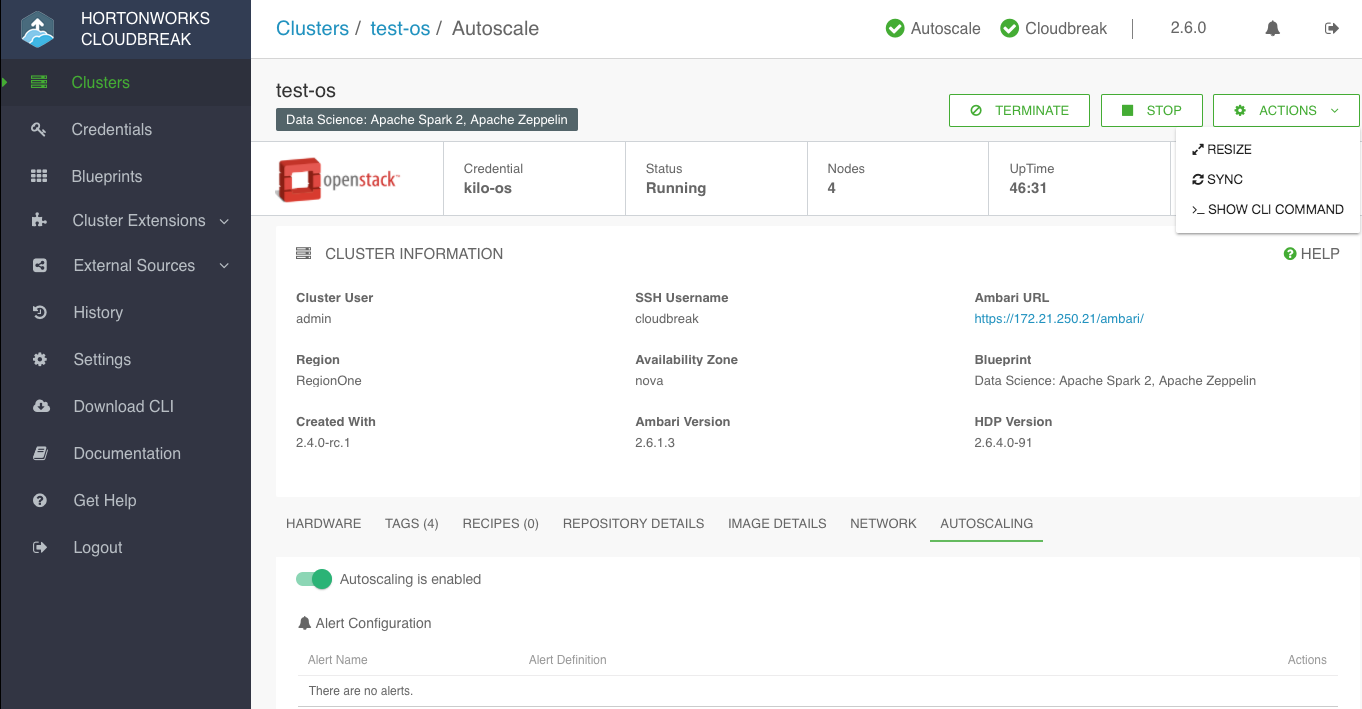 HORTONWORKS
CLOUDBREAK
Clusters
Credentials
Blueprints
Cluster Extensions
External Sources
History
Settings
Download CLI
Documentation
Get Help
Logout
Clusters / test-os / Autoscale
Autoscale
Cloudbreak
2.6.0
test-os
Data Science: Apache Spark 2, Apache Zeppelin
TERMINATE
STOP
ACTIONS
RESIZE
SYNC
>_ SHOW CLI COMMAND
openstack™
Credential
kilo-os
Status
Running
Nodes
4
UpTime
46:31
CLUSTER INFORMATION
HELP
Cluster User
admin
SSH Username
cloudbreak
Ambari URL
https://172.21.250.21/ambari/
Region
RegionOne
Availability Zone
nova
Blueprint
Data Science: Apache Spark 2, Apache Zeppelin
Created With
2.4.0-rc.1
Ambari Version
2.6.1.3
HDP Version
2.6.4.0-91
HARDWARE TAGS (4) RECIPES (0) REPOSITORY DETAILS IMAGE DETAILS NETWORK AUTOSCALING
Autoscaling is enabled
Alert Configuration
Alert Name Alert Definition Actions
There are no alerts.